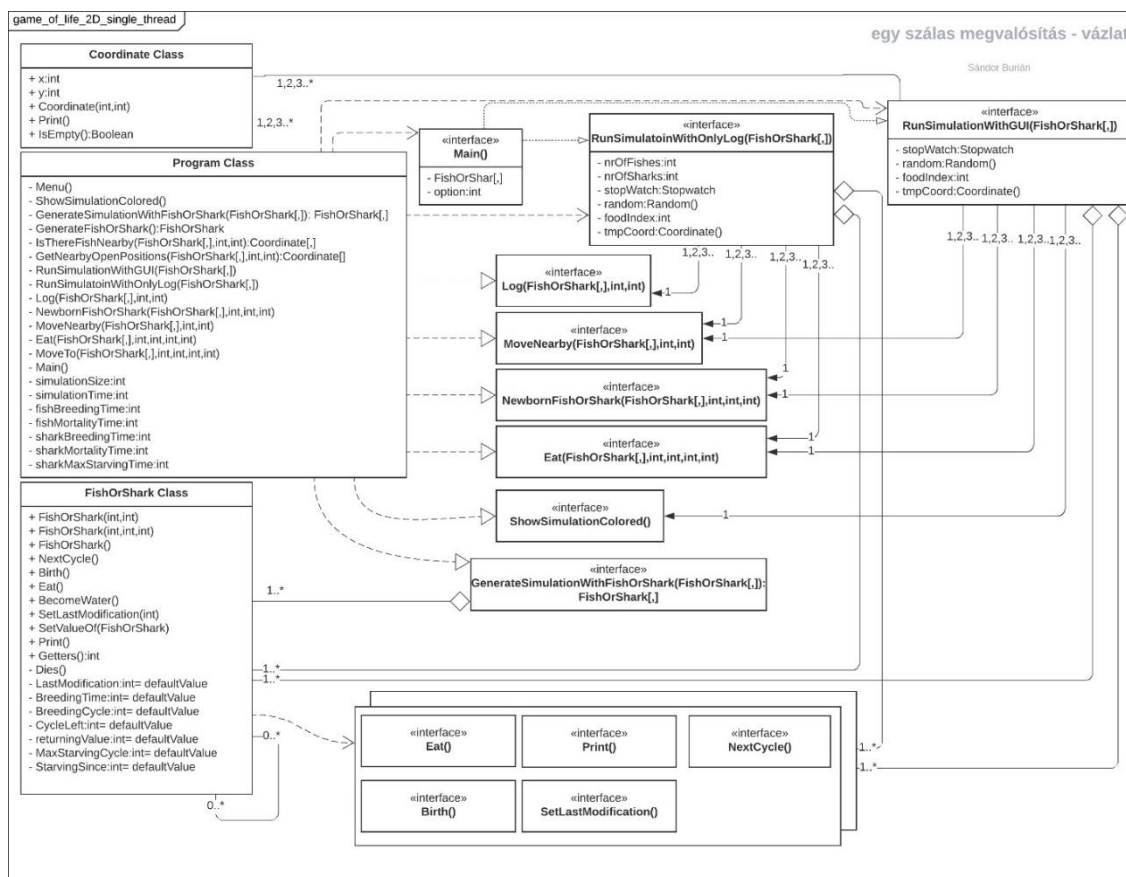 game_of_life_2D_single_thread
egy szálas megvalósítás - vázlat
Sándor Burián
Coordinate Class
+ x:int
+ y:int
+ Coordinate(int,int)
+ Print()
+ IsEmpty():Boolean
1,2,3..*
1,2,3..*
«interface»
Main()
- FishOrShar[,]
- option:int
«interface»
RunSimulatoinWithOnlyLog(FishOrShark[,])
- nrOfFishes:int
- nrOfSharks:int
- stopWatch:Stopwatch
- random:Random()
- foodIndex:int
- tmpCoord:Coordinate()
«interface»
RunSimulationWithGUI(FishOrShark[,])
- stopWatch:Stopwatch
- random:Random()
- foodIndex:int
- tmpCoord:Coordinate()
Program Class
- Menu()
- ShowSimulationColored()
- GenerateSimulationWithFishOrShark(FishOrShark[,]): FishOrShark[,]
- GenerateFishOrShark():FishOrShark
- IsThereFishNearby(FishOrShark[,],int,int):Coordinate[,]
- GetNearbyOpenPositions(FishOrShark[,],int,int):Coordinate[]
- RunSimulationWithGUI(FishOrShark[,])
- RunSimulatoinWithOnlyLog(FishOrShark[,])
- Log(FishOrShark[,],int,int)
- NewbornFishOrShark(FishOrShark[,],int,int,int)
- MoveNearby(FishOrShark[,],int,int)
- Eat(FishOrShark[,],int,int,int,int)
- MoveTo(FishOrShark[,],int,int,int,int)
- Main()
- simulationSize:int
- simulationTime:int
- fishBreedingTime:int
- fishMortalityTime:int
- sharkBreedingTime:int
- sharkMortalityTime:int
- sharkMaxStarvingTime:int
1,2,3..
1,2,3..
1,2,3..
1,2,3..
1,2,3..
1,2,3..
1,2,3..
1,2,3..
«interface»
Log(FishOrShark[,],int,int)
1
«interface»
MoveNearby(FishOrShark[,],int,int)
1
1
«interface»
NewbornFishOrShark(FishOrShark[,],int,int,int)
1
1
«interface»
Eat(FishOrShark[,],int,int,int,int)
1
1
«interface»
ShowSimulationColored()
1
«interface»
GenerateSimulationWithFishOrShark(FishOrShark[,]):
FishOrShark[,]
FishOrShark Class
+ FishOrShark(int,int)
+ FishOrShark(int,int,int)
+ FishOrShark()
+ NextCycle()
+ Birth()
+ Eat()
+ BecomeWater()
+ SetLastModification(int)
+ SetValueOf(FishOrShark)
+ Print()
+ Getters():int
- Dies()
- LastModification:int= defaultValue
- BreedingTime:int= defaultValue
- BreedingCycle:int= defaultValue
- CycleLeft:int= defaultValue
- returningValue:int= defaultValue
- MaxStarvingCycle:int= defaultValue
- StarvingSince:int= defaultValue
1..*
1..*
1..*
0..*
0..*
«interface»
Eat()
«interface»
Print()
«interface»
NextCycle()
«interface»
Birth()
«interface»
SetLastModification()
1..*
1..*